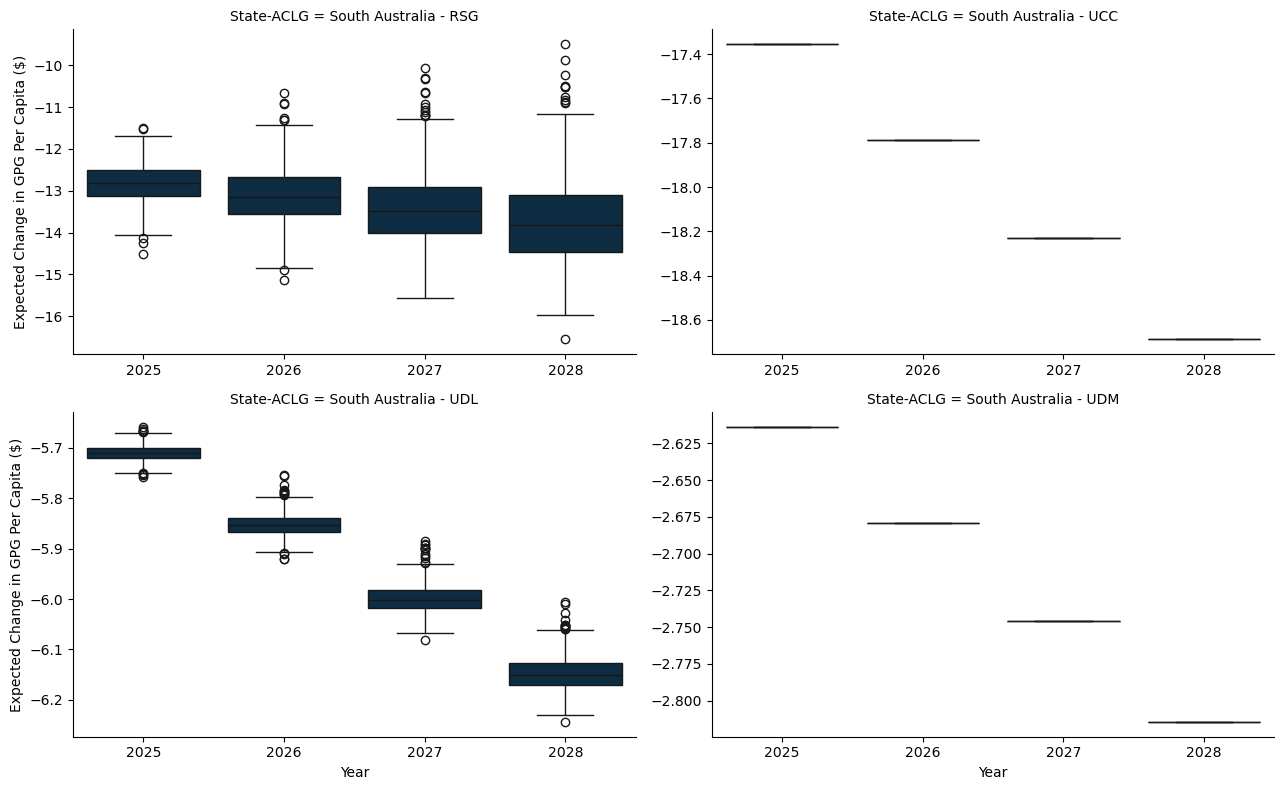 State-ACLG = South Australia - RSG
Expected Change in GPG Per Capita ($)
−10
−11
−12
−13
−14
−15
−16
2025 2026 2027 2028
State-ACLG = South Australia - UCC
−17.4
−17.6
−17.8
−18.0
−18.2
−18.4
−18.6
2025 2026 2027 2028
State-ACLG = South Australia - UDL
Expected Change in GPG Per Capita ($)
−5.7
−5.8
−5.9
−6.0
−6.1
−6.2
2025 2026 2027 2028
Year
State-ACLG = South Australia - UDM
−2.625
−2.650
−2.675
−2.700
−2.725
−2.750
−2.775
−2.800
2025 2026 2027 2028
Year